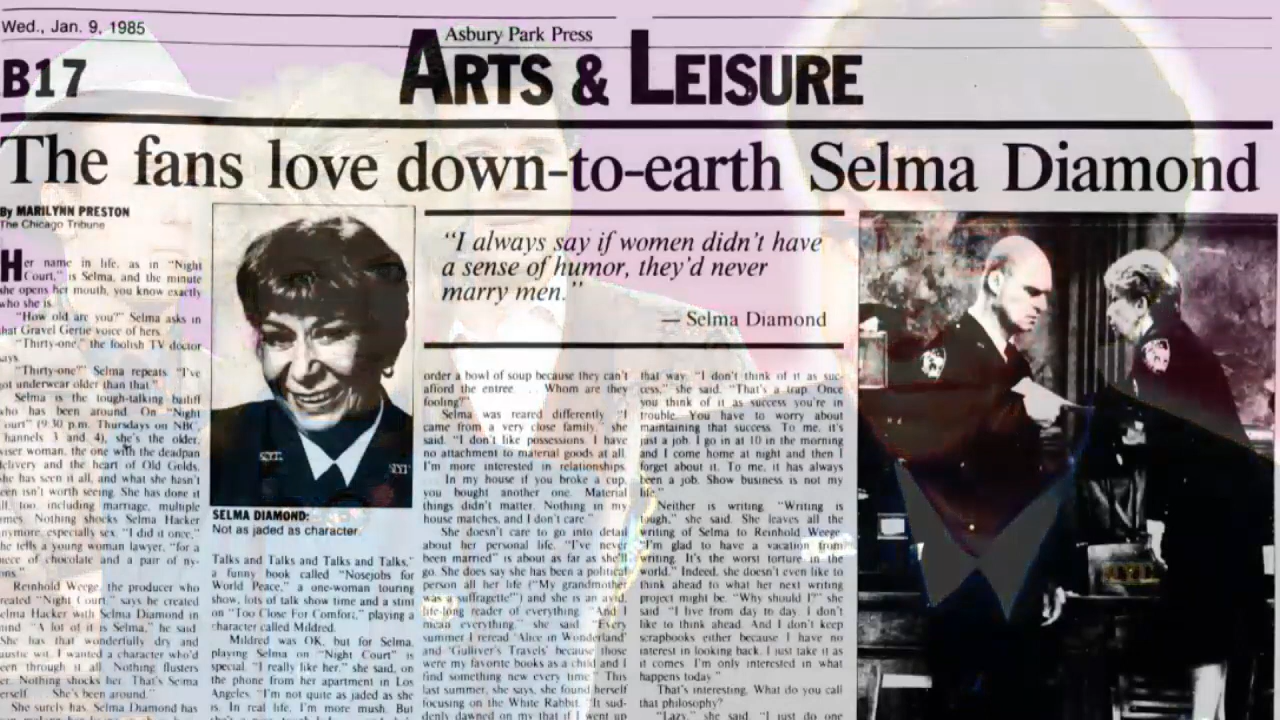 Wed., Jan. 9, 1985
Asbury Park Press
B17
ARTS & LEISURE
The fans love down-to-earth Selma Diamond
By MARILYNN PRESTON
The Chicago Tribune
Her name in life, as in "Night
Court," is Selma, and the minute
she opens her mouth, you know exactly
who she is.
"How old are you?" Selma asks in
that Gravel Gertie voice of hers.
"Thirty-one," the foolish TV doctor
says.
"Thirty-one?" Selma repeats. "I've
got underwear older than that."
Selma is the tough-talking bailiff
who has been around. On "Night
Court" (9:30 p.m. Thursdays on NBC,
Channels 3 and 4), she's the older,
wiser woman, the one with the deadpan
delivery and the heart of Old Golds.
She has seen it all, and what she hasn't
seen isn't worth seeing. She has done it
all, too, including marriage, multiple
times. Nothing shocks Selma Hacker
anymore, especially sex. "I did it once,"
she tells a young woman lawyer, "for a
piece of chocolate and a pair of ny-
lons."
Reinhold Weege, the producer who
created "Night Court," says he created
Selma Hacker with Selma Diamond in
mind. "A lot of it is Selma," he said.
"She has that wonderfully dry and
caustic wit. I wanted a character who'd
been through it all. Nothing flusters
her. Nothing shocks her. That's Selma
herself. . . . She's been around."
She surely has. Selma Diamond has
SELMA DIAMOND:
Not as jaded as character.
Talks and Talks and Talks and Talks,"
a funny book called "Nosejobs for
World Peace," a one-woman touring
show, lots of talk show time and a stint
on "Too Close For Comfort," playing a
character called Mildred.
Mildred was OK, but for Selma,
playing Selma on "Night Court" is
special. "I really like her," she said, on
the phone from her apartment in Los
Angeles. "I'm not quite as jaded as she
is. In real life, I'm more mush. But
"I always say if women didn't have
a sense of humor, they'd never
marry men."
— Selma Diamond
order a bowl of soup because they can't
afford the entree. . . . Whom are they
fooling?"
Selma was reared differently. "I
came from a very close family," she
said. "I don't like possessions. I have
no attachment to material goods at all.
I'm more interested in relationships.
In my house if you broke a cup,
you bought another one. Material
things didn't matter. Nothing in my
house matches, and I don't care."
She doesn't care to go into detail
about her personal life. "I've never
been married" is about as far as she'll
go. She does say she has been a political
person all her life ("My grandmother
was a suffragette") and she is an avid,
life-long reader of everything. "And I
mean everything," she said. "Every
summer I reread 'Alice in Wonderland'
and 'Gulliver's Travels' because those
were my favorite books as a child and I
find something new every time." This
last summer, she says, she found herself
focusing on the White Rabbit. "It sud-
denly dawned on my that if I went up
that way. "I don't think of it as suc-
cess," she said. "That's a trap. Once
you think of it as success you're in
trouble. You have to worry about
maintaining that success. To me, it's
just a job. I go in at 10 in the morning
and I come home at night and then I
forget about it. To me, it has always
been a job. Show business is not my
life."
Neither is writing. "Writing is
tough," she said. She leaves all the
writing of Selma to Reinhold Weege.
"I'm glad to have a vacation from
writing. It's the worst torture in the
world." Indeed, she doesn't even like to
think ahead to what her next writing
project might be. "Why should I?" she
said. "I live from day to day. I don't
like to think ahead. And I don't keep
scrapbooks either because I have no
interest in looking back. I just take it as
it comes. I'm only interested in what
happens today."
That's interesting. What do you call
that philosophy?
"Lazy," she said. "I just do one